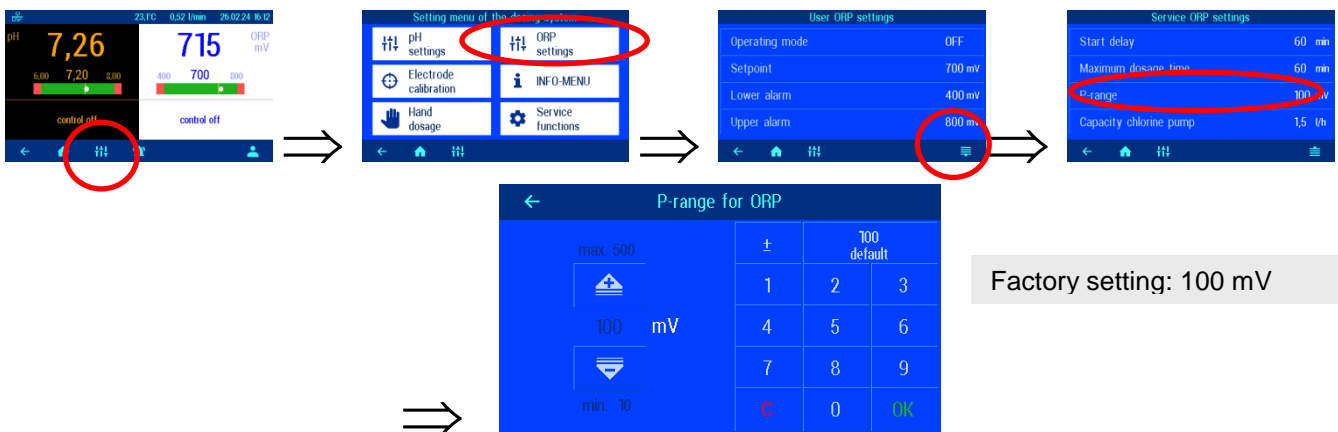 23,1°C 0,52 l/min 26.02.24 16:12
pH 7,26 715 ORP mV
6,00 7,20 8,00 400 700 800
control off control off
Setting menu of the dosing system
pH settings
ORP settings
Electrode calibration
INFO-MENU
Hand dosage
Service functions
User ORP settings
Operating mode OFF
Setpoint 700 mV
Lower alarm 400 mV
Upper alarm 800 mV
Service ORP settings
Start delay 60 min
Maximum dosage time 60 min
P-range 100 mV
Capacity chlorine pump 1,5 l/h
P-range for ORP
max. 500
100 mV
min. 10
± 100 default
1 2 3
4 5 6
7 8 9
C 0 OK
Factory setting: 100 mV